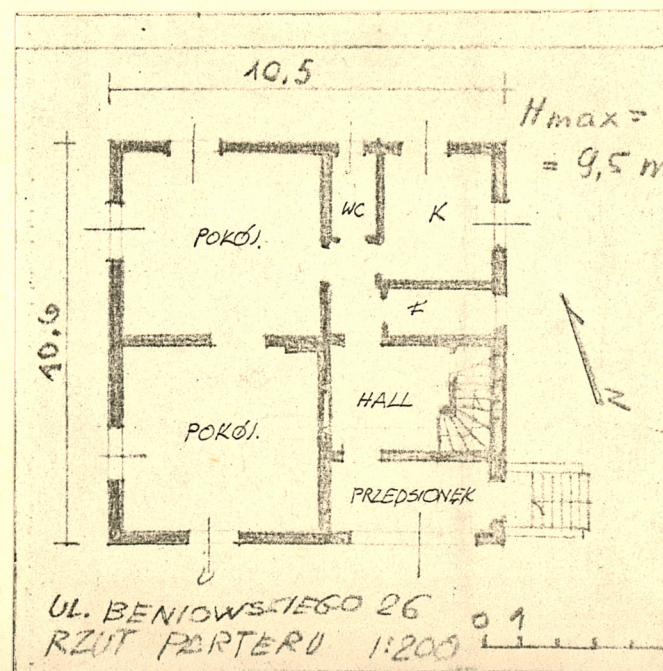 10,5
Hmax=
= 9,5 m
WC
K
POKÓJ.
Ł
10.6
HALL
N
POKÓJ.
PRZEDSIONEK
UL. BENIOWSKIEGO 26
0 1
RZUT PARTERU 1:200